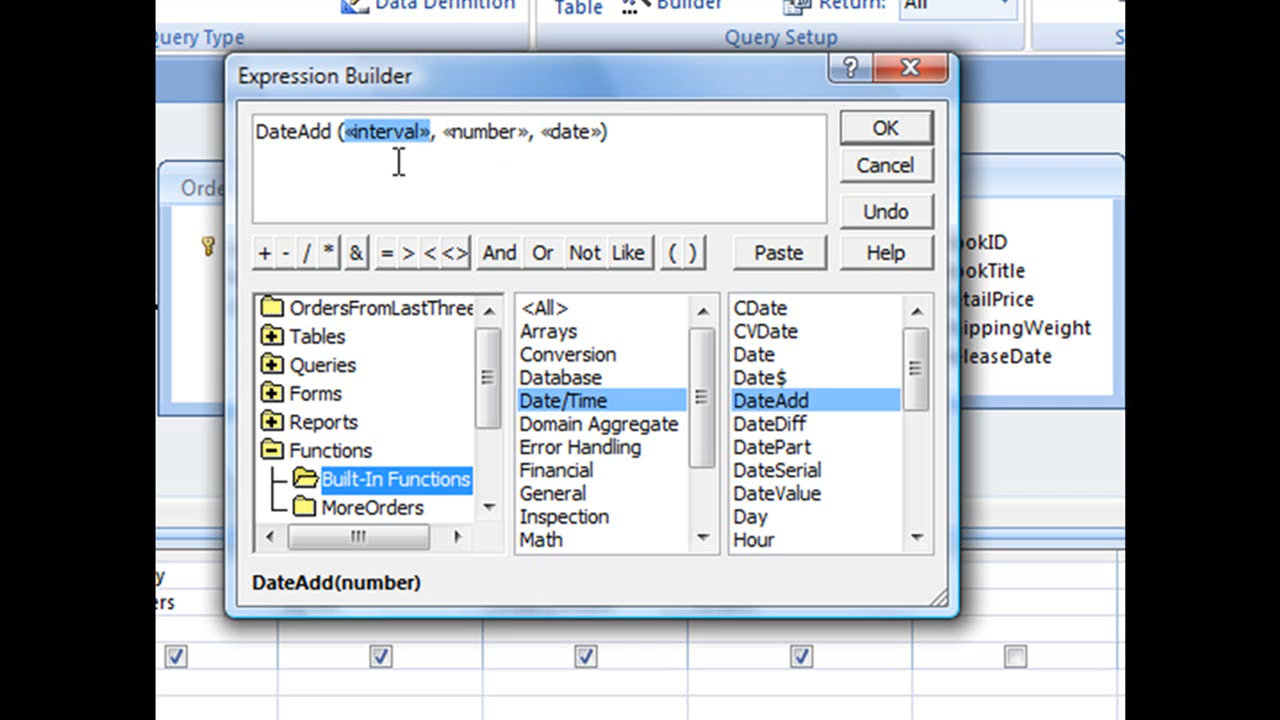 Data Definition
Table
Builder
Return:
All
Query Type
Query Setup
Expression Builder
DateAdd («interval», «number», «date»)
OK
Cancel
Undo
+ - / * & = > < <> And Or Not Like ( ) Paste Help
OrdersFromLastThree
Tables
Queries
Forms
Reports
Functions
Built-In Functions
MoreOrders
<All>
Arrays
Conversion
Database
Date/Time
Domain Aggregate
Error Handling
Financial
General
Inspection
Math
CDate
CVDate
Date
Date$
DateAdd
DateDiff
DatePart
DateSerial
DateValue
Day
Hour
DateAdd(number)
Orde
okID
okTitle
tailPrice
ippingWeight
leaseDate
y
ers